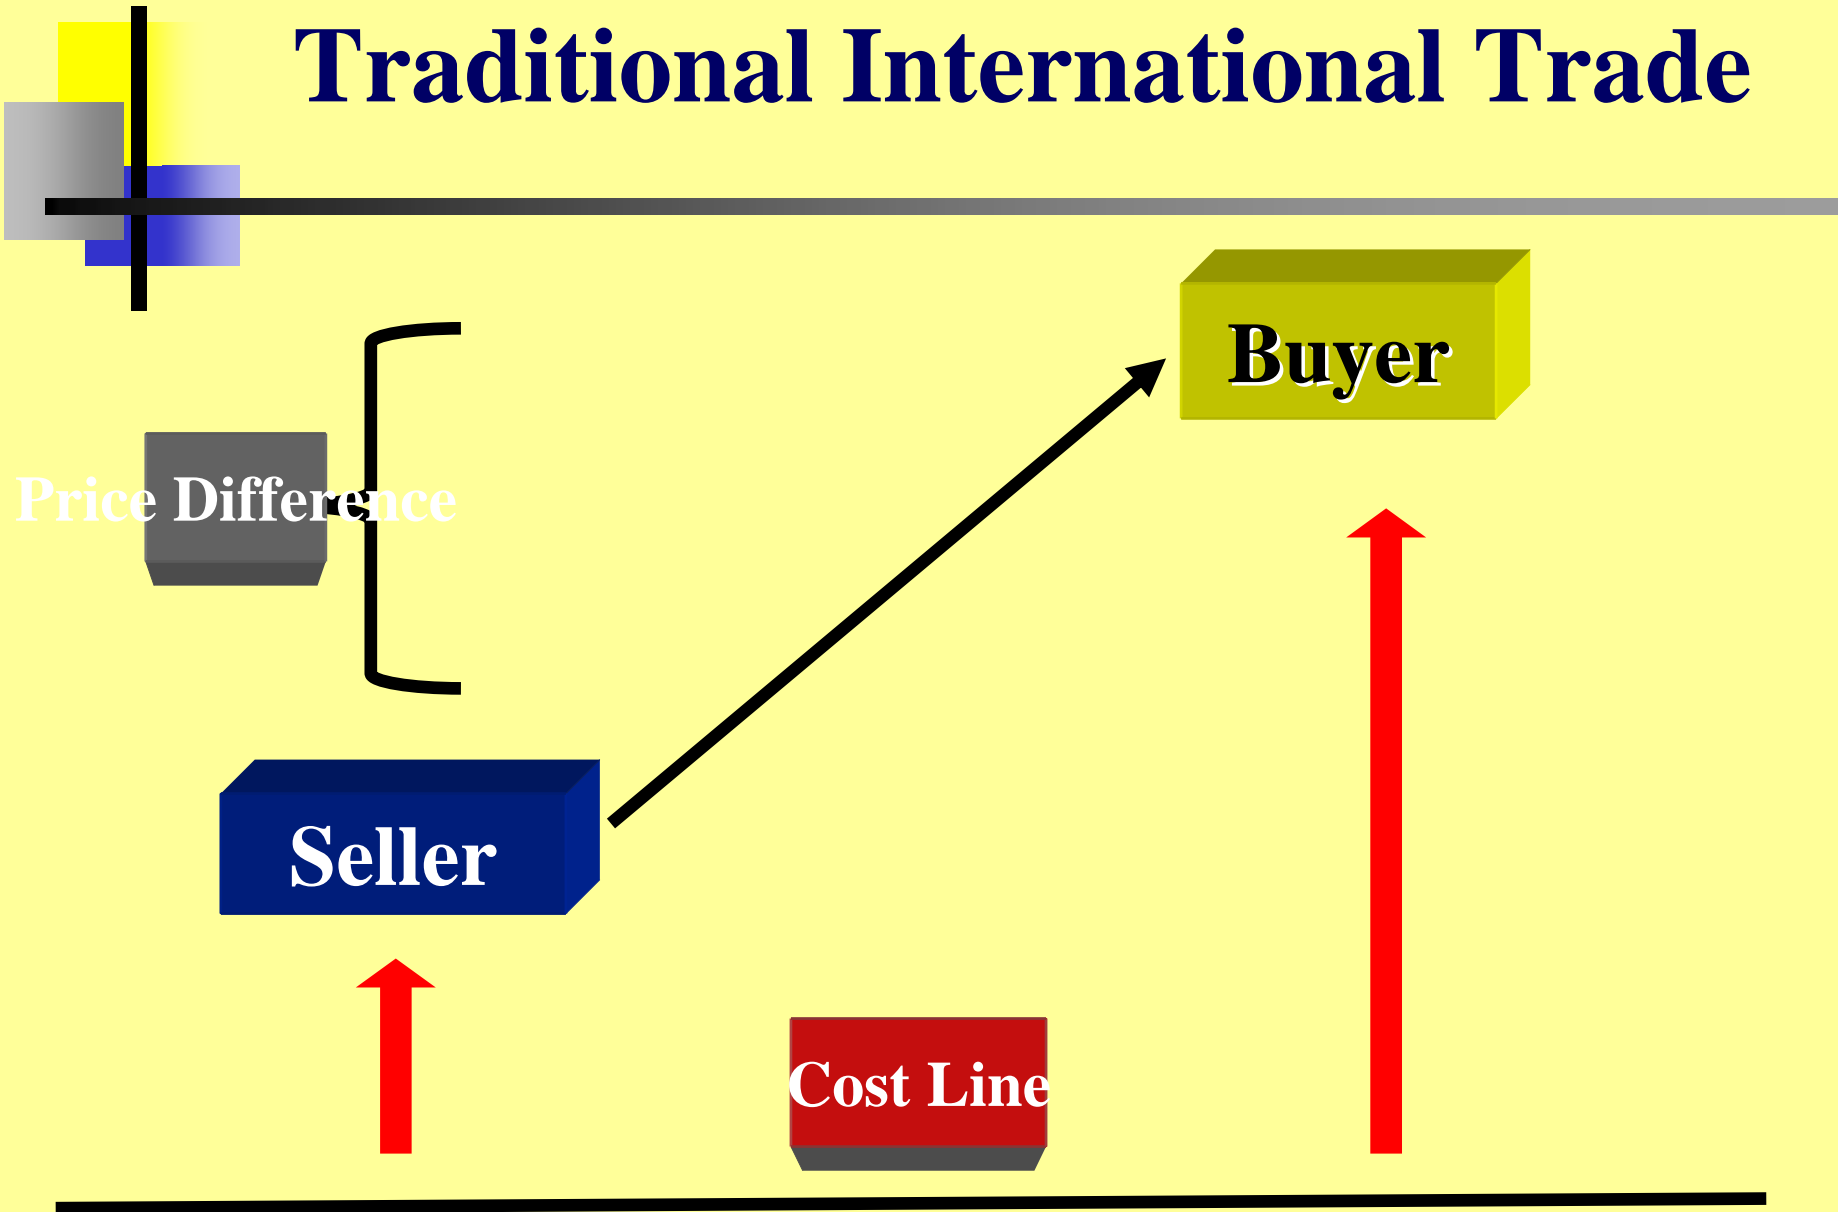 Traditional International Trade
Buyer
Price Difference
Seller
Cost Line